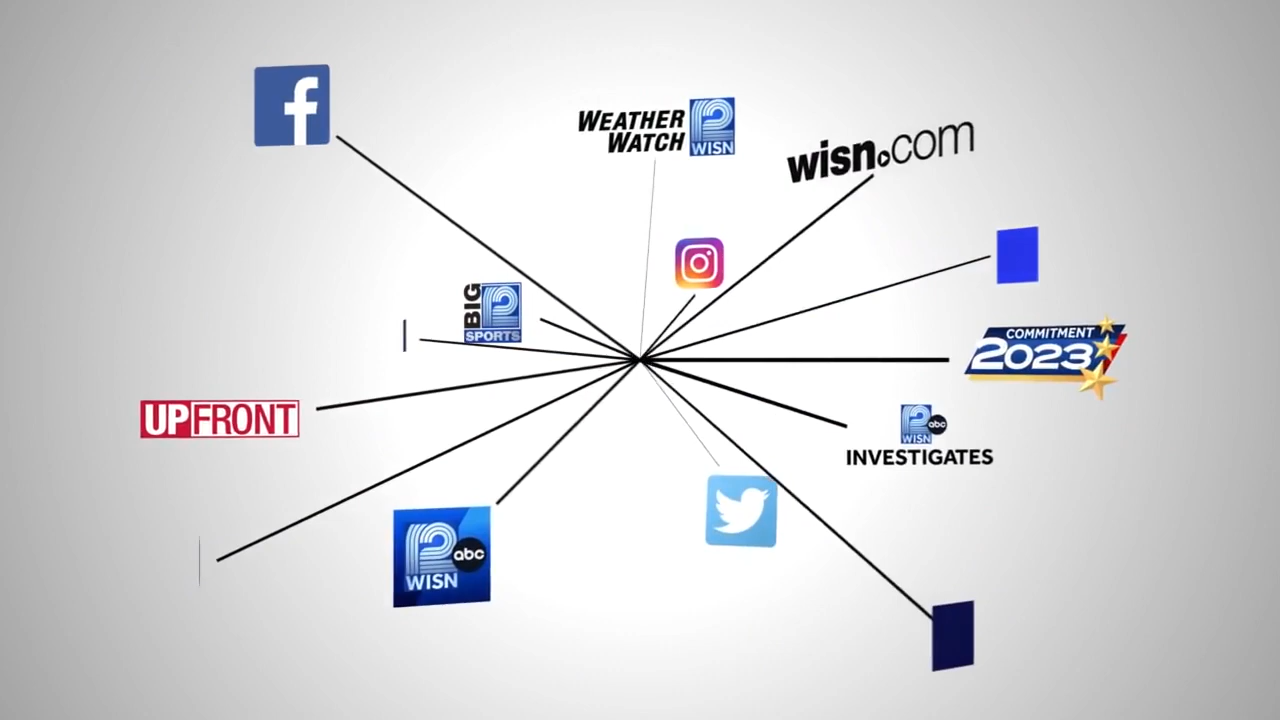 f
WEATHER
WATCH
12
WISN
wisn.com
BIG
12
SPORTS
COMMITMENT
2023
UPFRONT
12
abc
WISN
INVESTIGATES
12
abc
WISN